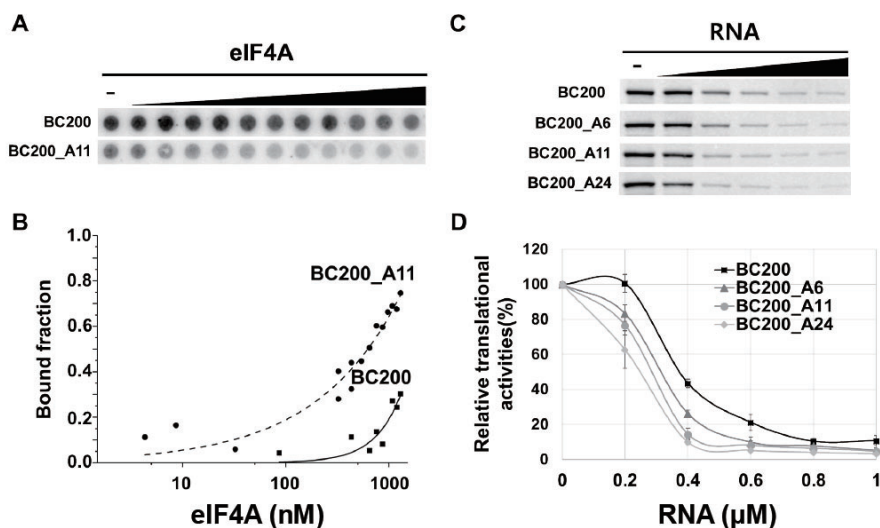 A
eIF4A
–
BC200
BC200_A11
B
Bound fraction
1.0
0.8
0.6
0.4
0.2
0.0
BC200_A11
BC200
10
100
1000
eIF4A (nM)
C
RNA
–
BC200
BC200_A6
BC200_A11
BC200_A24
D
Relative translational
activities(%)
120
100
80
60
40
20
0
BC200
BC200_A6
BC200_A11
BC200_A24
0
0.2
0.4
0.6
0.8
1
RNA (μM)